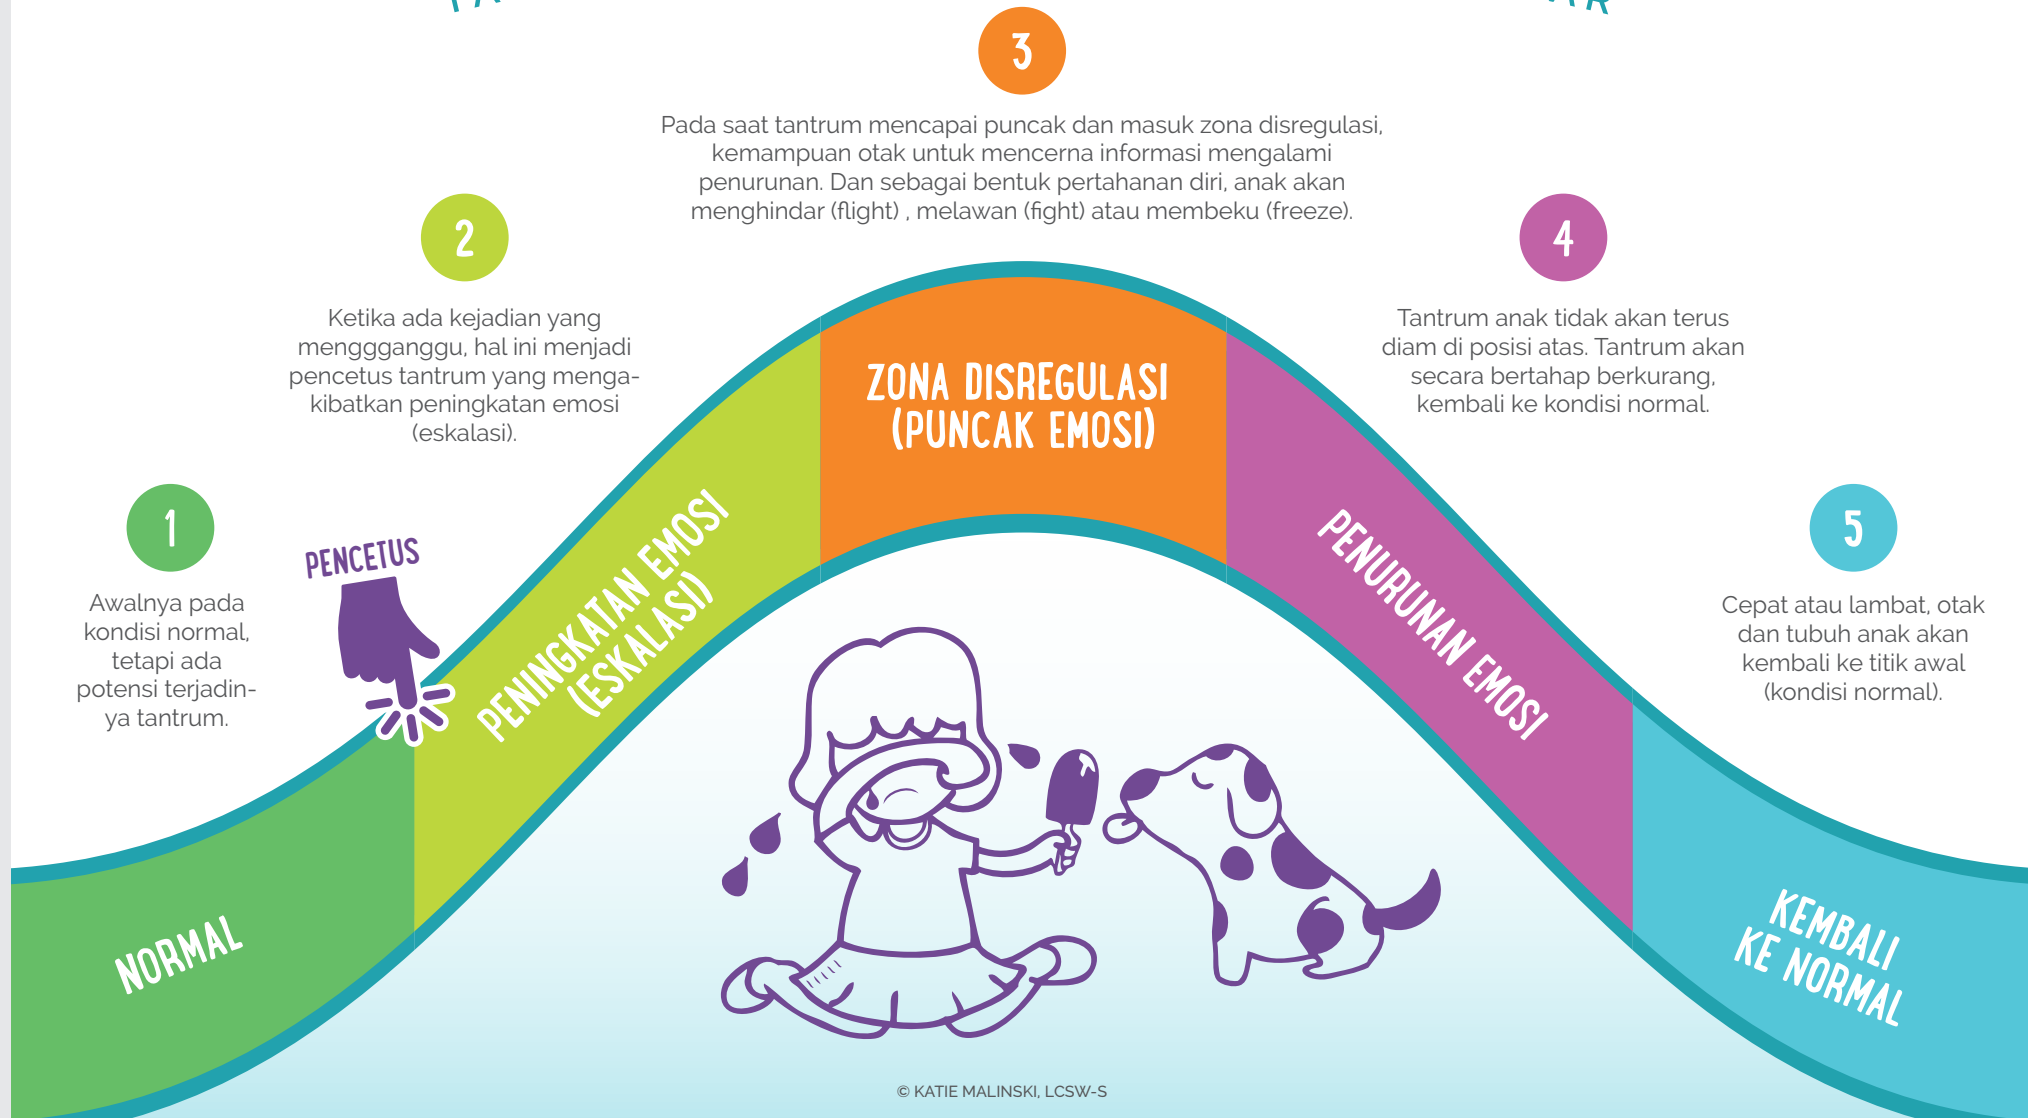 3
Pada saat tantrum mencapai puncak dan masuk zona disregulasi,
kemampuan otak untuk mencerna informasi mengalami
penurunan. Dan sebagai bentuk pertahanan diri, anak akan
menghindar (flight) , melawan (fight) atau membeku (freeze).
2
Ketika ada kejadian yang
menggganggu, hal ini menjadi
pencetus tantrum yang menga-
kibatkan peningkatan emosi
(eskalasi).
4
Tantrum anak tidak akan terus
diam di posisi atas. Tantrum akan
secara bertahap berkurang,
kembali ke kondisi normal.
1
Awalnya pada
kondisi normal,
tetapi ada
potensi terjadin-
ya tantrum.
5
Cepat atau lambat, otak
dan tubuh anak akan
kembali ke titik awal
(kondisi normal).
PENCETUS
NORMAL
PENINGKATAN EMOSI
(ESKALASI)
ZONA DISREGULASI
(PUNCAK EMOSI)
PENURUNAN EMOSI
KEMBALI
KE NORMAL
© KATIE MALINSKI, LCSW-S